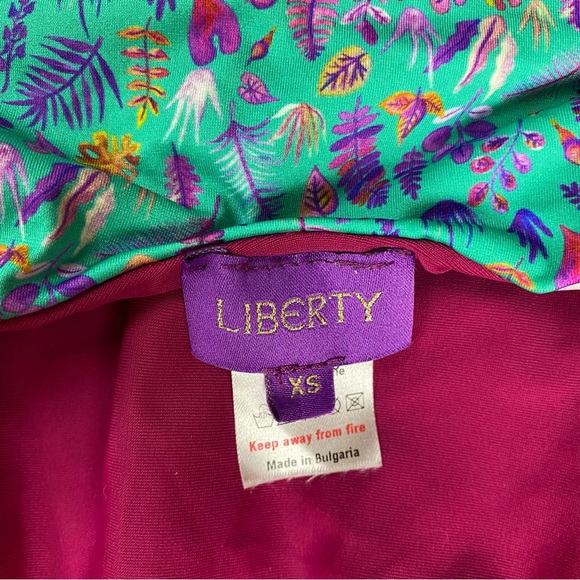 LIBERTY
XS
Keep away from fire
Made in Bulgaria